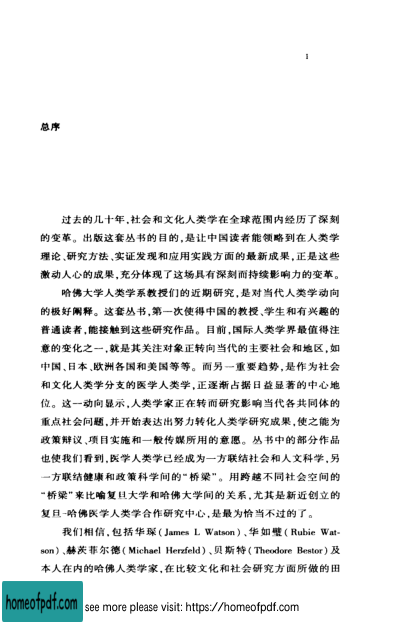 1
总序
过去的几十年,社会和文化人类学在全球范围内经历了深刻
的变革。出版这套丛书的目的,是让中国读者能领略到在人类学
理论、研究方法、实证发现和应用实践方面的最新成果,正是这些
激动人心的成果,充分体现了这场具有深刻而持续影响力的变革。
哈佛大学人类学系教授们的近期研究,是对当代人类学动向
的极好阐释。这套丛书,第一次使得中国的教授、学生和有兴趣的
普通读者,能接触到这些研究作品。目前,国际人类学界最值得注
意的变化之一,就是其关注对象正转向当代的主要社会和地区,如
中国、日本、欧洲各国和美国等等。而另一重要趋势,是作为社会
和文化人类学分支的医学人类学,正逐渐占据日益显著的中心地
位。这一动向显示,人类学家正在转而研究影响当代各共同体的
重点社会问题,并开始表达出努力转化人类学研究成果,使之能为
政策辩议、项目实施和一般传媒所用的意愿。丛书中的部分作品
也使我们看到,医学人类学已经成为一方联结社会和人文科学,另
一方联结健康和政策科学间的“桥梁”。用跨越不同社会空间的
“桥梁”来比喻复旦大学和哈佛大学间的关系,尤其是新近创立的
复旦-哈佛医学人类学合作研究中心,是最为恰当不过的了。
我们相信,包括华琛(James L Watson)、华如璧(Rubie Wat-
son)、赫茨菲尔德(Michael Herzfeld)、贝斯特(Theodore Bestor)及
本人在内的哈佛人类学家,在比较文化和社会研究方面所做的田
homeofpdf.com
see more please visit: https://homeofpdf.com